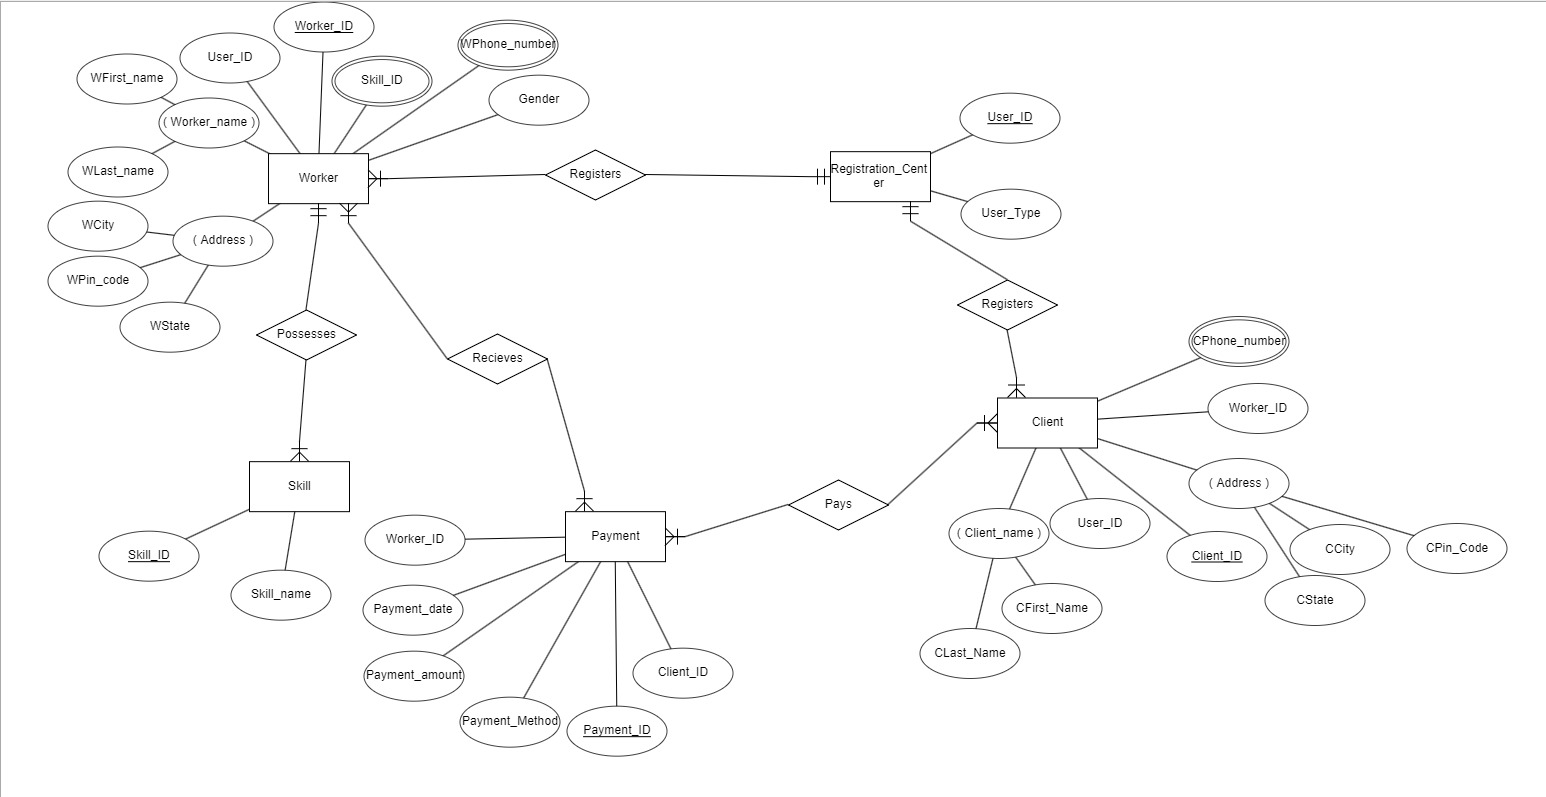 Worker_ID
User_ID
WPhone_number
WFirst_name
Skill_ID
Gender
( Worker_name )
User_ID
WLast_name
Worker
Registers
Registration_Cent
er
WCity
User_Type
( Address )
WPin_code
Registers
WState
Possesses
Recieves
CPhone_number
Worker_ID
Client
Skill
( Address )
Pays
User_ID
( Client_name )
Payment
Worker_ID
Skill_ID
Client_ID
CCity
CPin_Code
Skill_name
Payment_date
CFirst_Name
CState
CLast_Name
Payment_amount
Client_ID
Payment_Method
Payment_ID